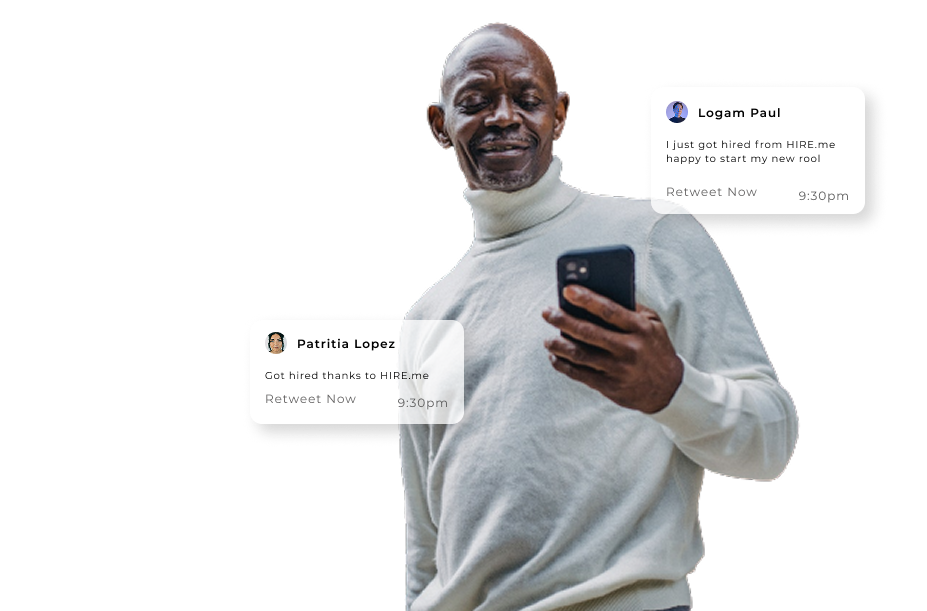 Logam Paul
I just got hired from HIRE.me
happy to start my new rool
Retweet Now
9:30pm
Patritia Lopez
Got hired thanks to HIRE.me
Retweet Now
9:30pm